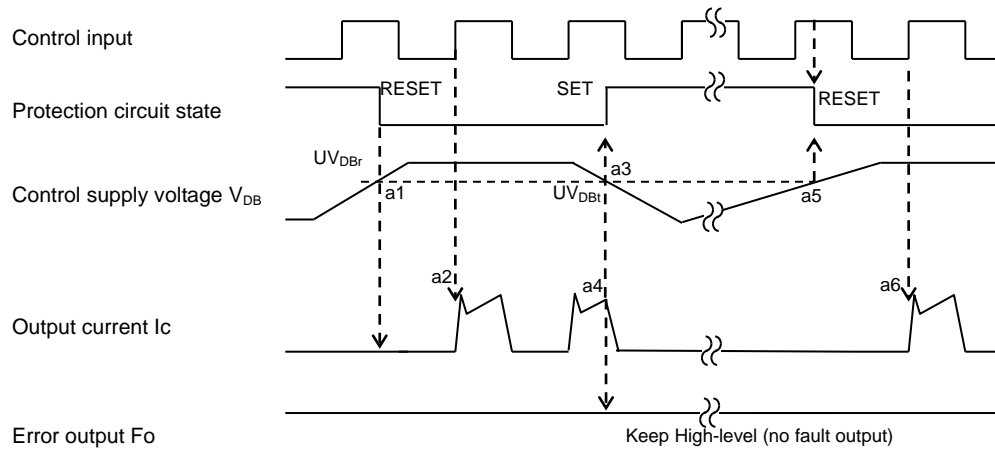 Control input
RESET
SET
Protection circuit state
RESET
UVDBr
a3
a1
UVDBt
a5
Control supply voltage VDB
a2
a4
a6
Output current Ic
Error output Fo
Keep High-level (no fault output)